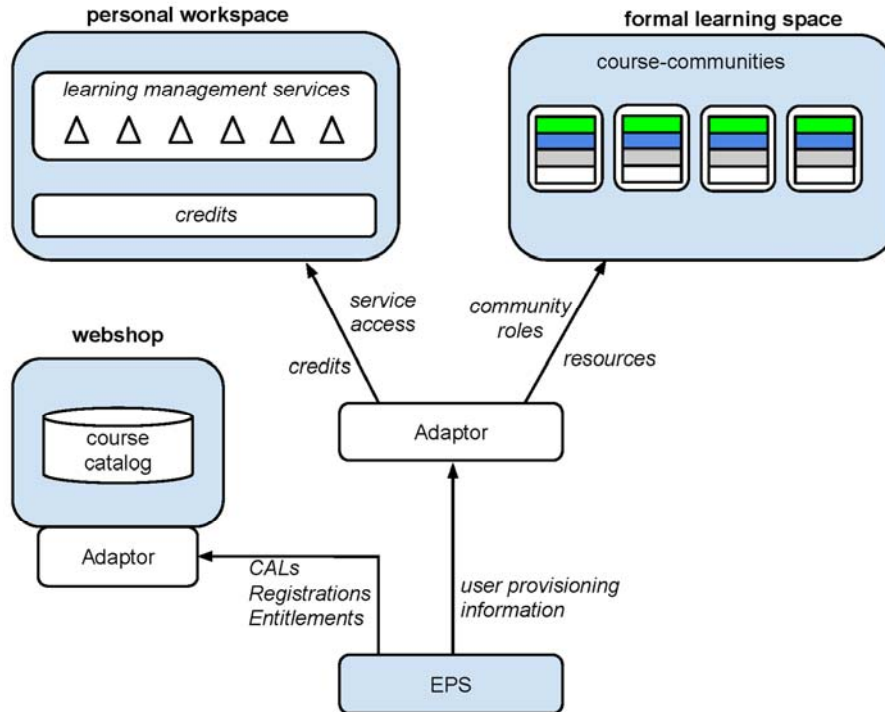 personal workspace
formal learning space
learning management services
credits
course-communities
service
access
credits
community
roles
resources
webshop
course
catalog
Adaptor
Adaptor
CALs
Registrations
Entitlements
user provisioning
information
EPS